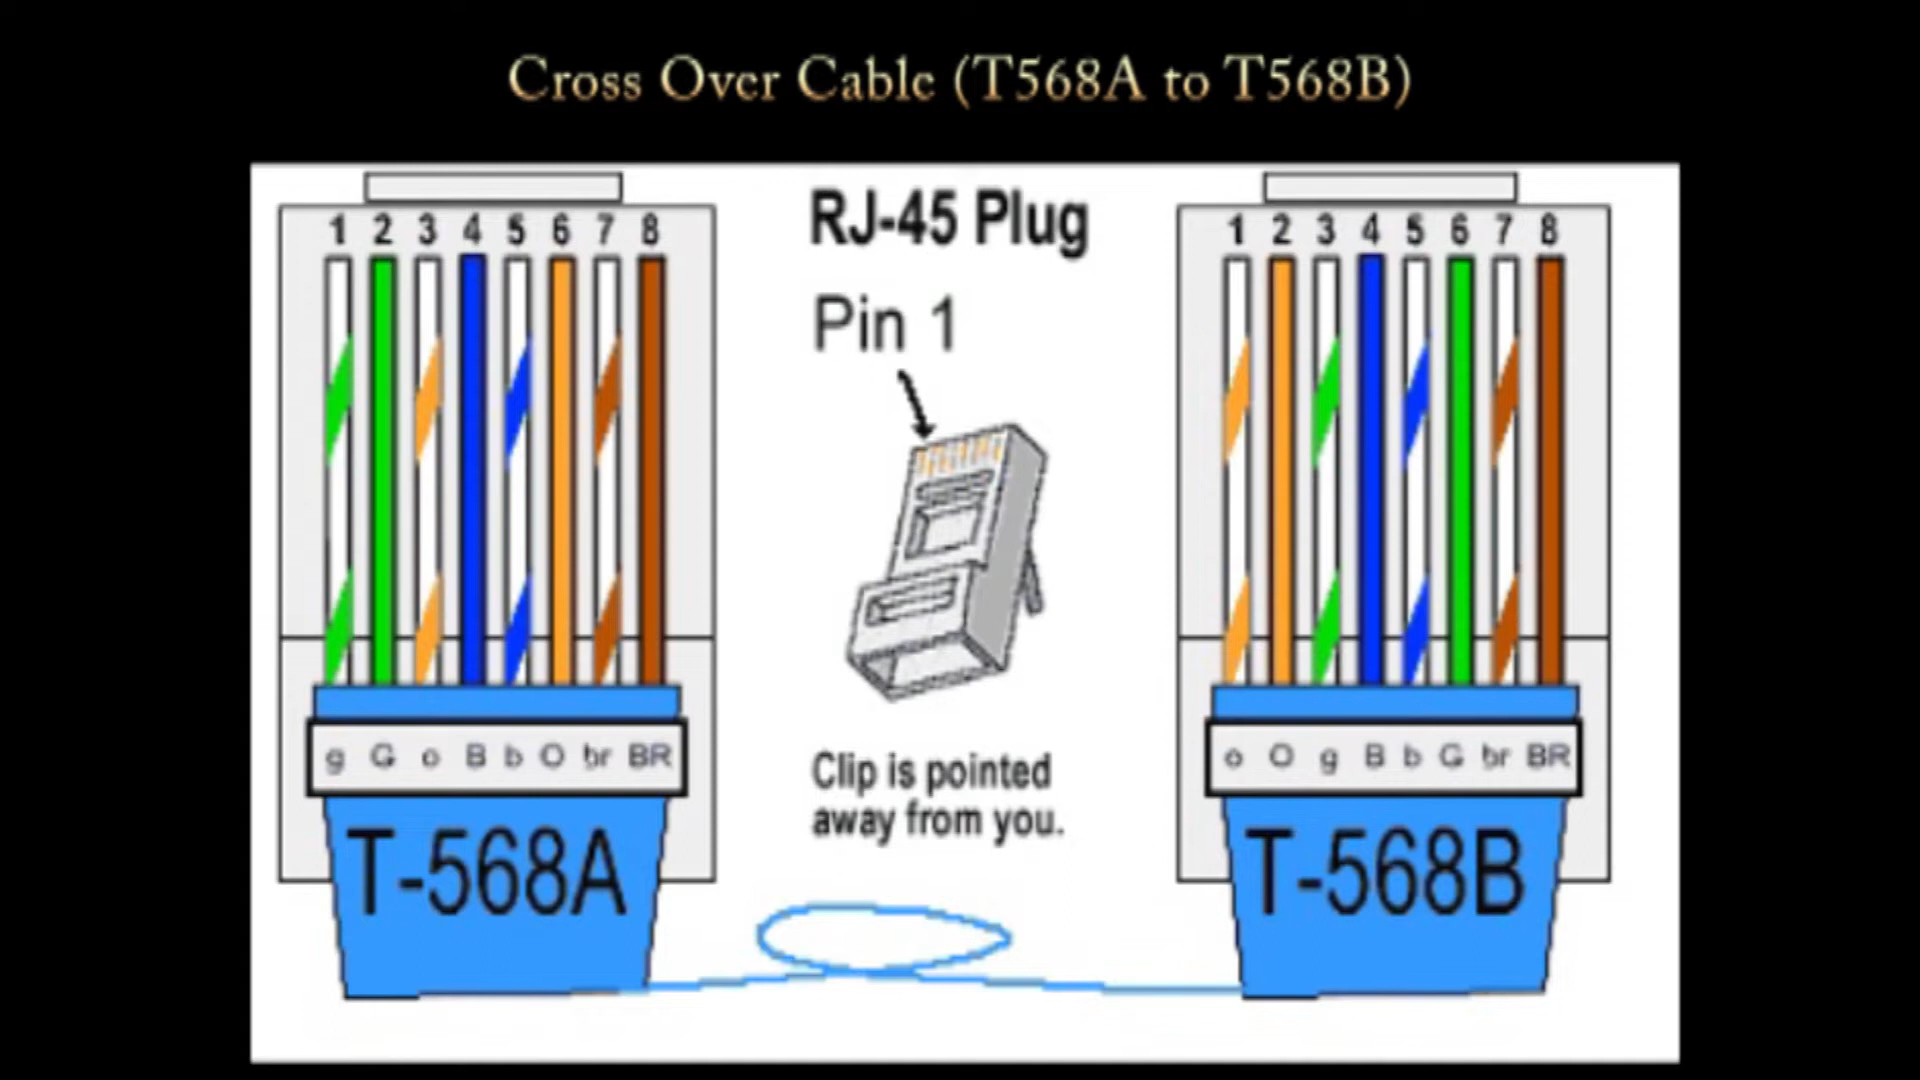 Cross Over Cable (T568A to T568B)
1 2 3 4 5 6 7 8
RJ-45 Plug
Pin 1
1 2 3 4 5 6 7 8
Clip is pointed
away from you.
g G o B b O br BR
T-568A
o O g B b G br BR
T-568B